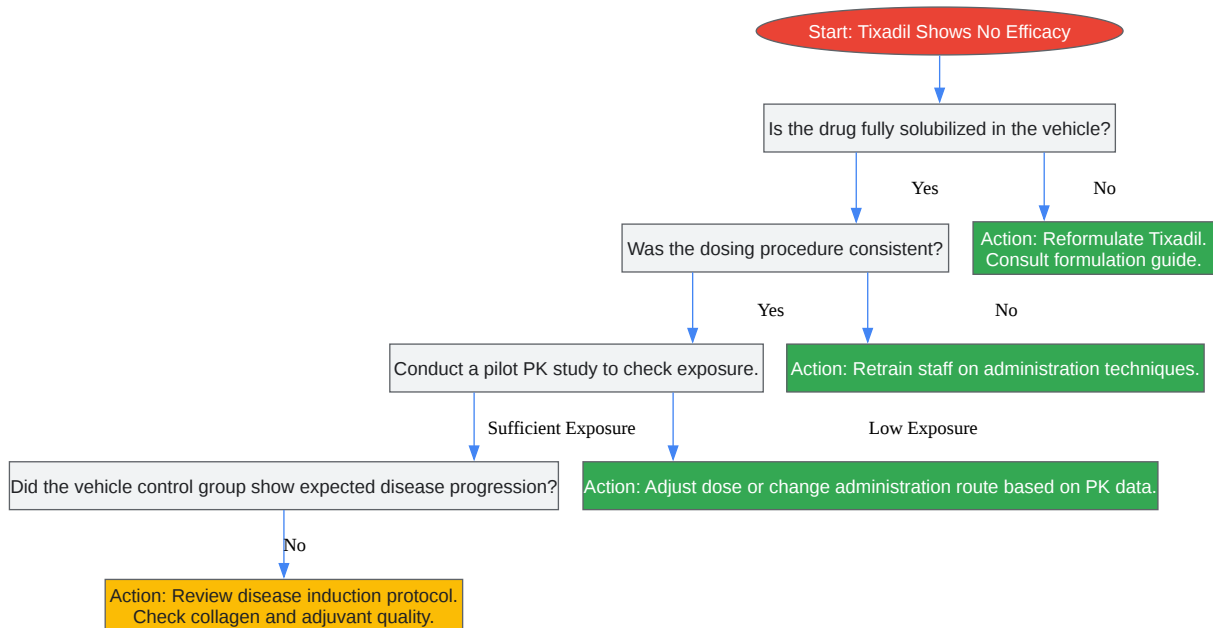 Start: Tixadil Shows No Efficacy
Is the drug fully solubilized in the vehicle?
Yes
No
Was the dosing procedure consistent?
Action: Reformulate Tixadil.
Consult formulation guide.
Yes
No
Conduct a pilot PK study to check exposure.
Action: Retrain staff on administration techniques.
Sufficient Exposure
Low Exposure
Did the vehicle control group show expected disease progression?
Action: Adjust dose or change administration route based on PK data.
No
Action: Review disease induction protocol.
Check collagen and adjuvant quality.